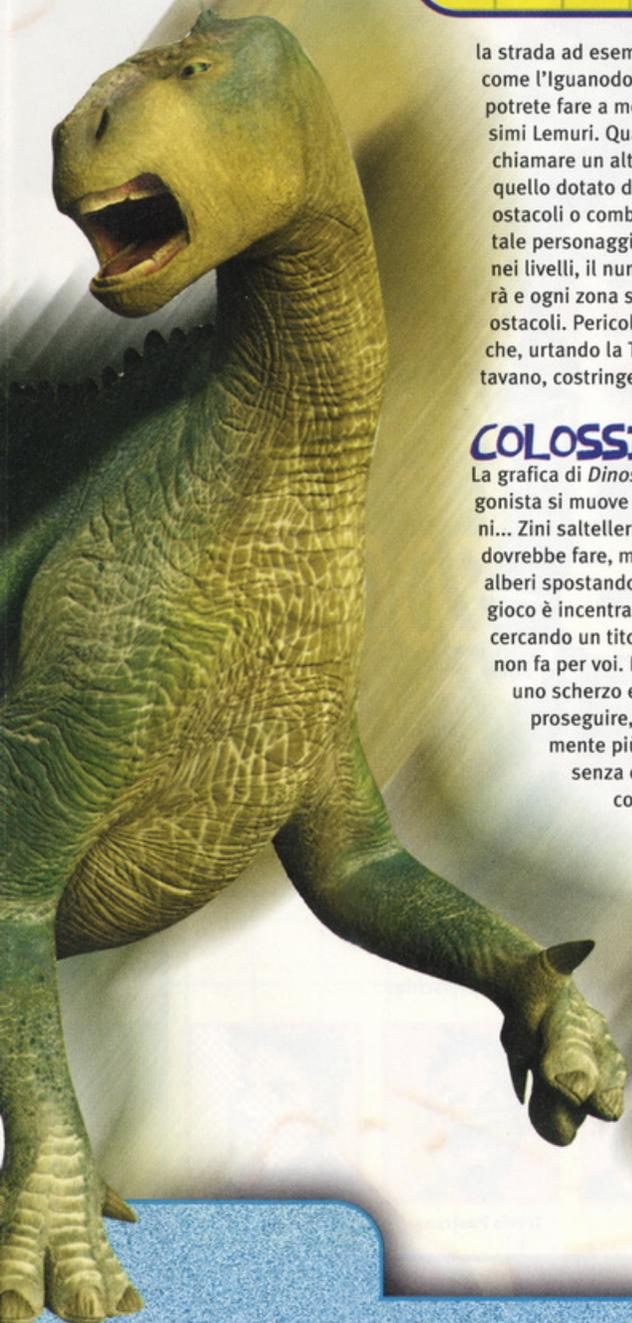 la strada ad esem
come l'Iguanodo
potrete fare a me
simi Lemuri. Qu
chiamare un alt
quello dotato d
ostacoli o comb
tale personaggi
nei livelli, il nur
rà e ogni zona s
ostacoli. Pericol
che, urtando la T
tavano, costringe
COLOSSI
La grafica di Dinos
gonista si muove
ni... Zini salteller
dovrebbe fare, m
alberi spostando
gioco è incentra
cercando un tito
non fa per voi. I
uno scherzo e
proseguire,
mente più
senza
co